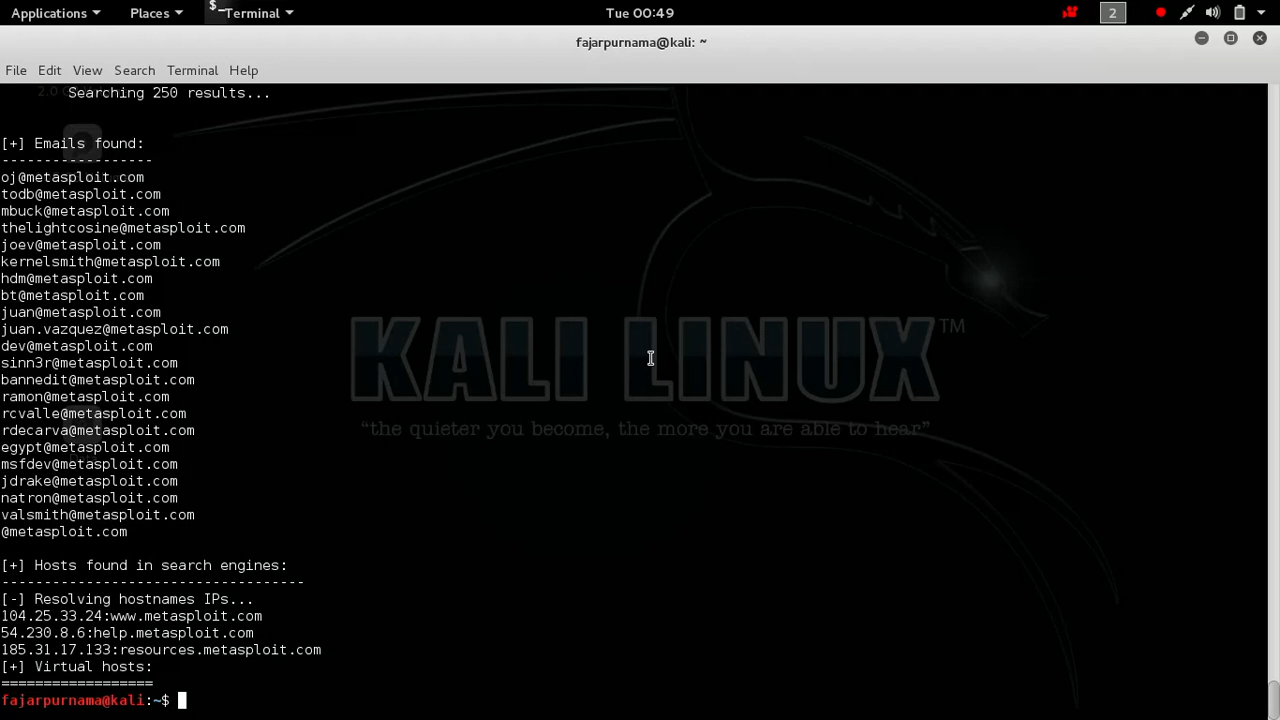 Applications Places Terminal Tue 00:49 2
fajarpurnama@kali: ~
File Edit View Search Terminal Help
Searching 250 results...
[+] Emails found:
------------------
oj@metasploit.com
todb@metasploit.com
mbuck@metasploit.com
thelightcosine@metasploit.com
joev@metasploit.com
kernelsmith@metasploit.com
hdm@metasploit.com
bt@metasploit.com
juan@metasploit.com
juan.vazquez@metasploit.com
dev@metasploit.com
sinn3r@metasploit.com
bannedit@metasploit.com
ramon@metasploit.com
rcvalle@metasploit.com
rdecarva@metasploit.com
egypt@metasploit.com
msfdev@metasploit.com
jdrake@metasploit.com
natron@metasploit.com
valsmith@metasploit.com
@metasploit.com
[+] Hosts found in search engines:
------------------------------------
[-] Resolving hostnames IPs...
104.25.33.24:www.metasploit.com
54.230.8.6:help.metasploit.com
185.31.17.133:resources.metasploit.com
[+] Virtual hosts:
==================
fajarpurnama@kali:~$
KALI LINUX™
“the quieter you become, the more you are able to hear”